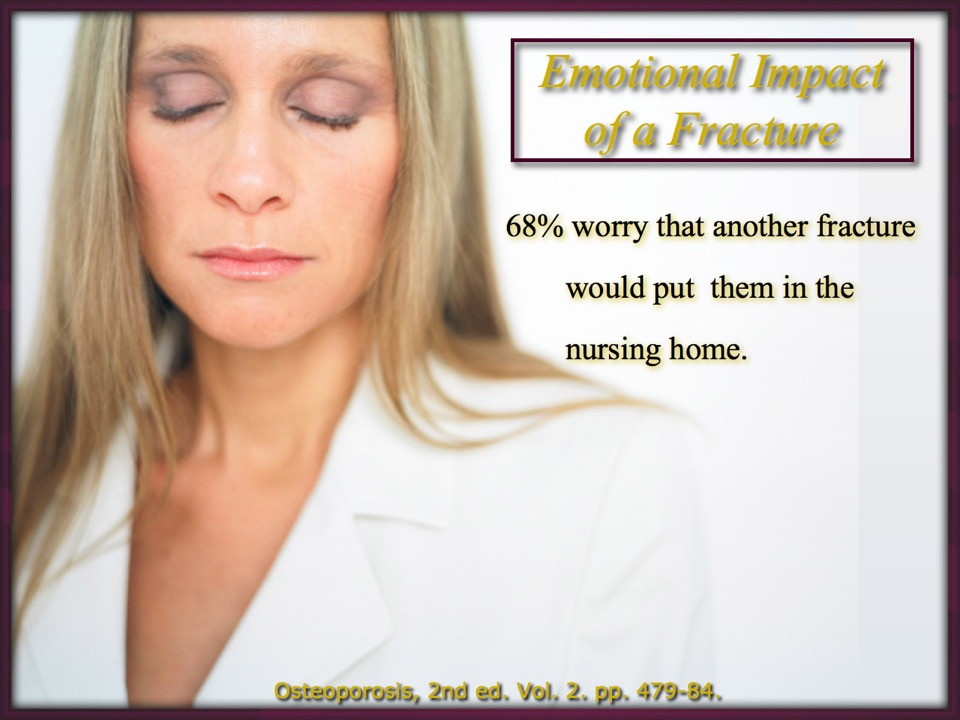 Emotional Impact
of a Fracture
68% worry that another fracture
would put them in the
nursing home.
Osteoporosis, 2nd ed. Vol. 2. pp. 479-84.